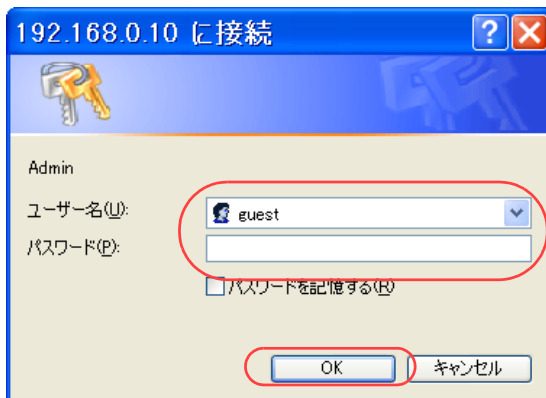 192.168.0.10 に接続
Admin
ユーザー名(U):
guest
パスワード(P):
パスワードを記憶する(R)
OK
キャンセル